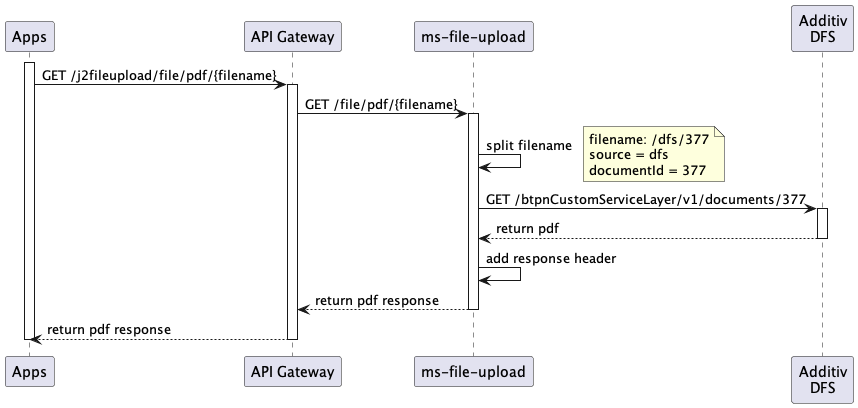 Apps
API Gateway
ms-file-upload
Additiv
DFS
GET /j2fileupload/file/pdf/{filename}
GET /file/pdf/{filename}
split filename
filename: /dfs/377
source = dfs
documentId = 377
GET /btpnCustomServiceLayer/v1/documents/377
return pdf
add response header
return pdf response
return pdf response
Apps
API Gateway
ms-file-upload
Additiv
DFS